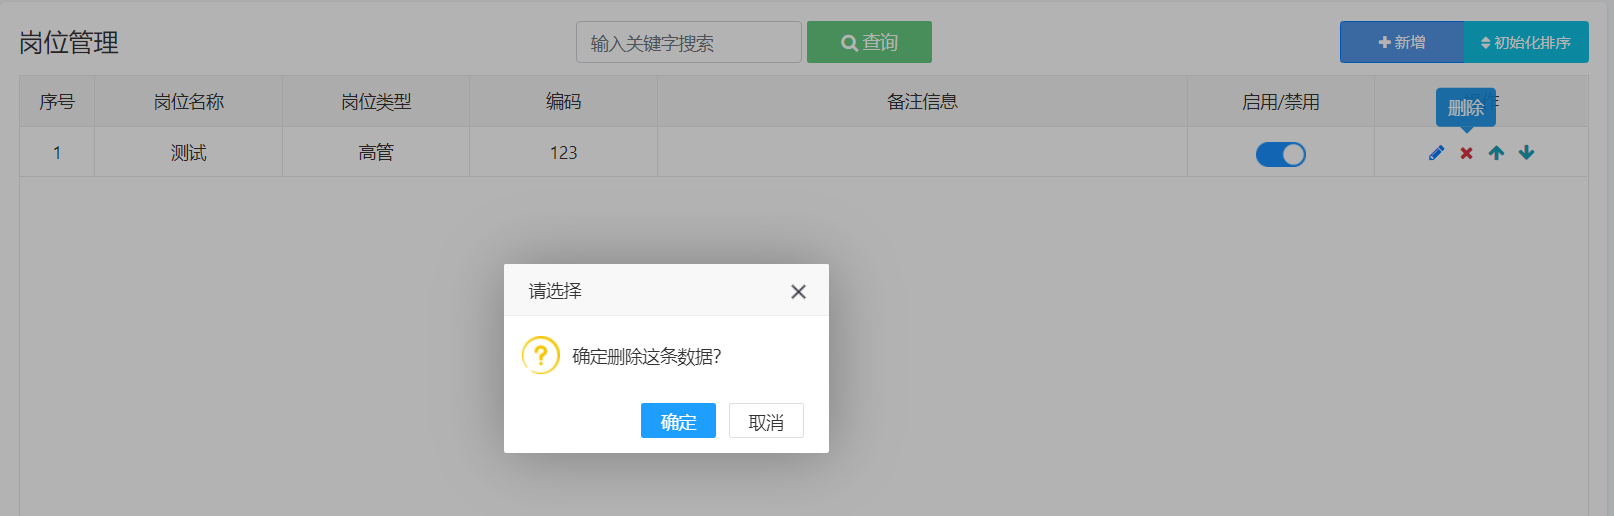 岗位管理
输入关键字搜索
查询
新增
初始化排序
序号 岗位名称 岗位类型 编码 备注信息 启用/禁用 作
删除
1 测试 高管 123
请选择
确定删除这条数据?
确定 取消